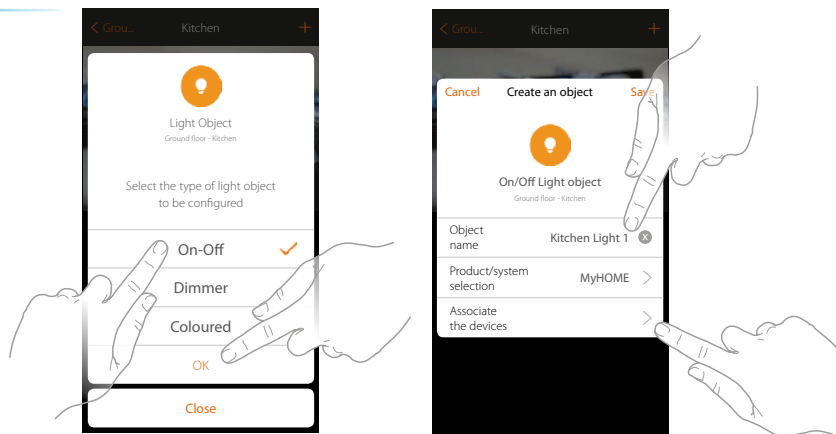 < Grou... Kitchen +
Light Object
Ground floor - Kitchen
Select the type of light object
to be configured
On-Off
Dimmer
Coloured
OK
Close
< Grou... Kitchen +
Cancel Create an object Save
On/Off Light object
Ground floor - Kitchen
Object
name
Kitchen Light 1 X
Product/system
selection
MyHOME >
Associate
the devices >